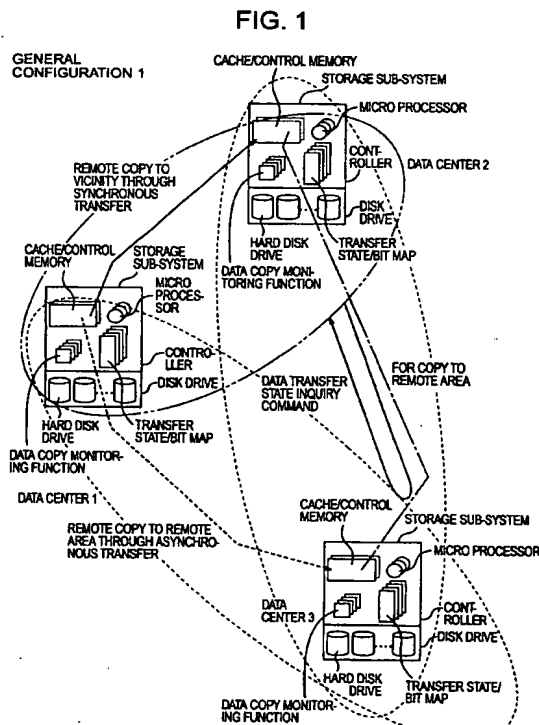 FIG. 1
GENERAL
CONFIGURATION 1
CACHE/CONTROL MEMORY
STORAGE SUB-SYSTEM
MICRO PROCESSOR
CONT-
ROLLER
DATA CENTER 2
DISK DRIVE
HARD DISK
DRIVE
TRANSFER
STATE/BIT MAP
DATA COPY MONI-
TORING FUNCTION
REMOTE COPY TO
VICINITY THROUGH
SYNCHRONOUS
TRANSFER
CACHE/CONTROL
MEMORY
STORAGE
SUB-SYSTEM
MICRO
PROCES-
SOR
CONTROLLER
DISK DRIVE
HARD DISK
DRIVE
TRANSFER
STATE/BIT MAP
DATA COPY MONITOR-
ING FUNCTION
DATA CENTER 1
DATA TRANSFER
STATE INQUIRY
COMMAND
FOR COPY TO
REMOTE AREA
REMOTE COPY TO REMOTE
AREA THROUGH ASYNCHR-
ONOUS TRANSFER
CACHE/CONTROL
MEMORY
STORAGE SUB-SYSTEM
MICRO PROCESSOR
DATA
CENTER 3
CONT-
ROLLER
DISK DRIVE
HARD DISK
DRIVE
TRANSFER STATE/
BIT MAP
DATA COPY MONITOR-
ING FUNCTION